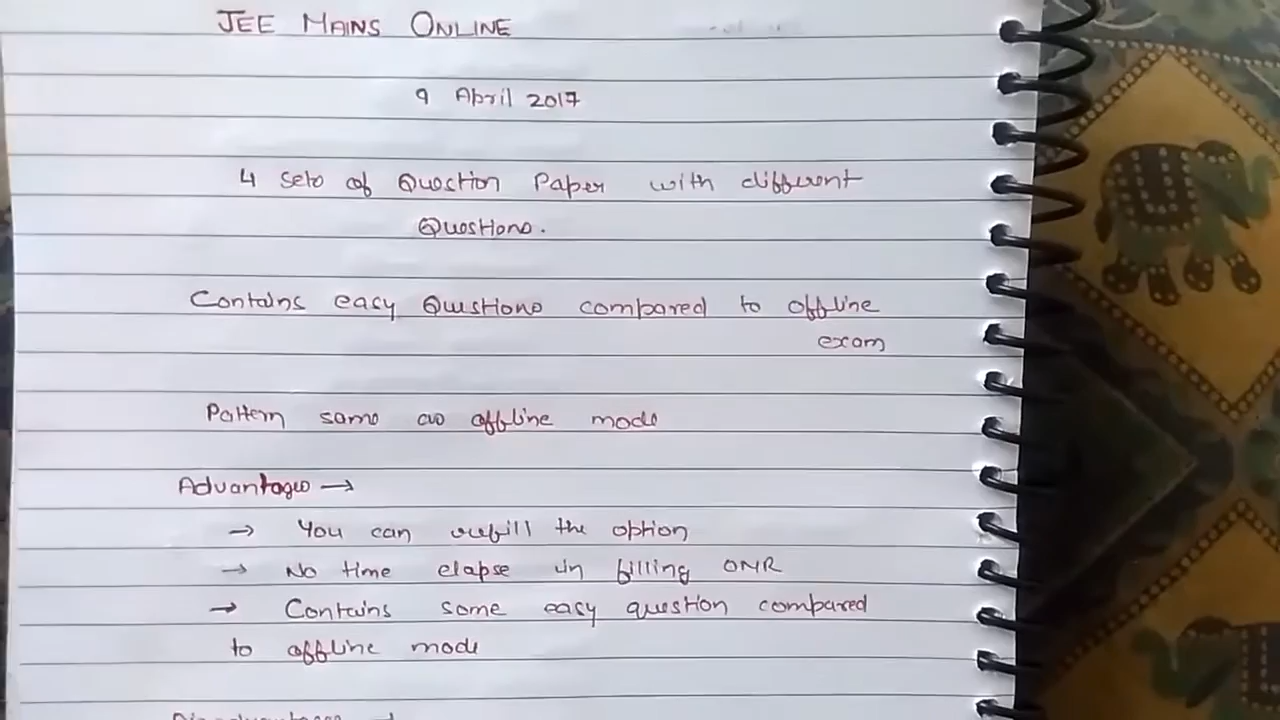 JEE MAINS ONLINE
9 April 2017
4 Sets of Question Paper with different
Questions.
Contains easy Questions compared to offline
exam
Pattern same as offline mode
Advantages →
→ You can refill the option
→ No time elapse in filling OMR
→ Contains some easy question compared
to offline mode
Disadvantages →